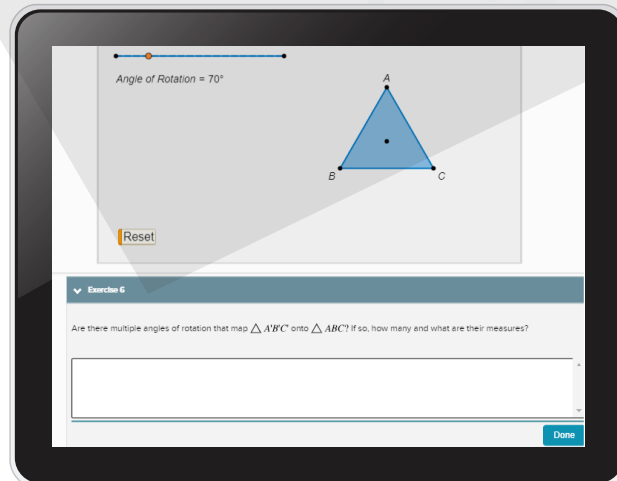 Angle of Rotation = 70°
A
B
C
Reset
Exercise 6
Are there multiple angles of rotation that map △ A'B'C' onto △ ABC? If so, how many and what are their measures?
Done